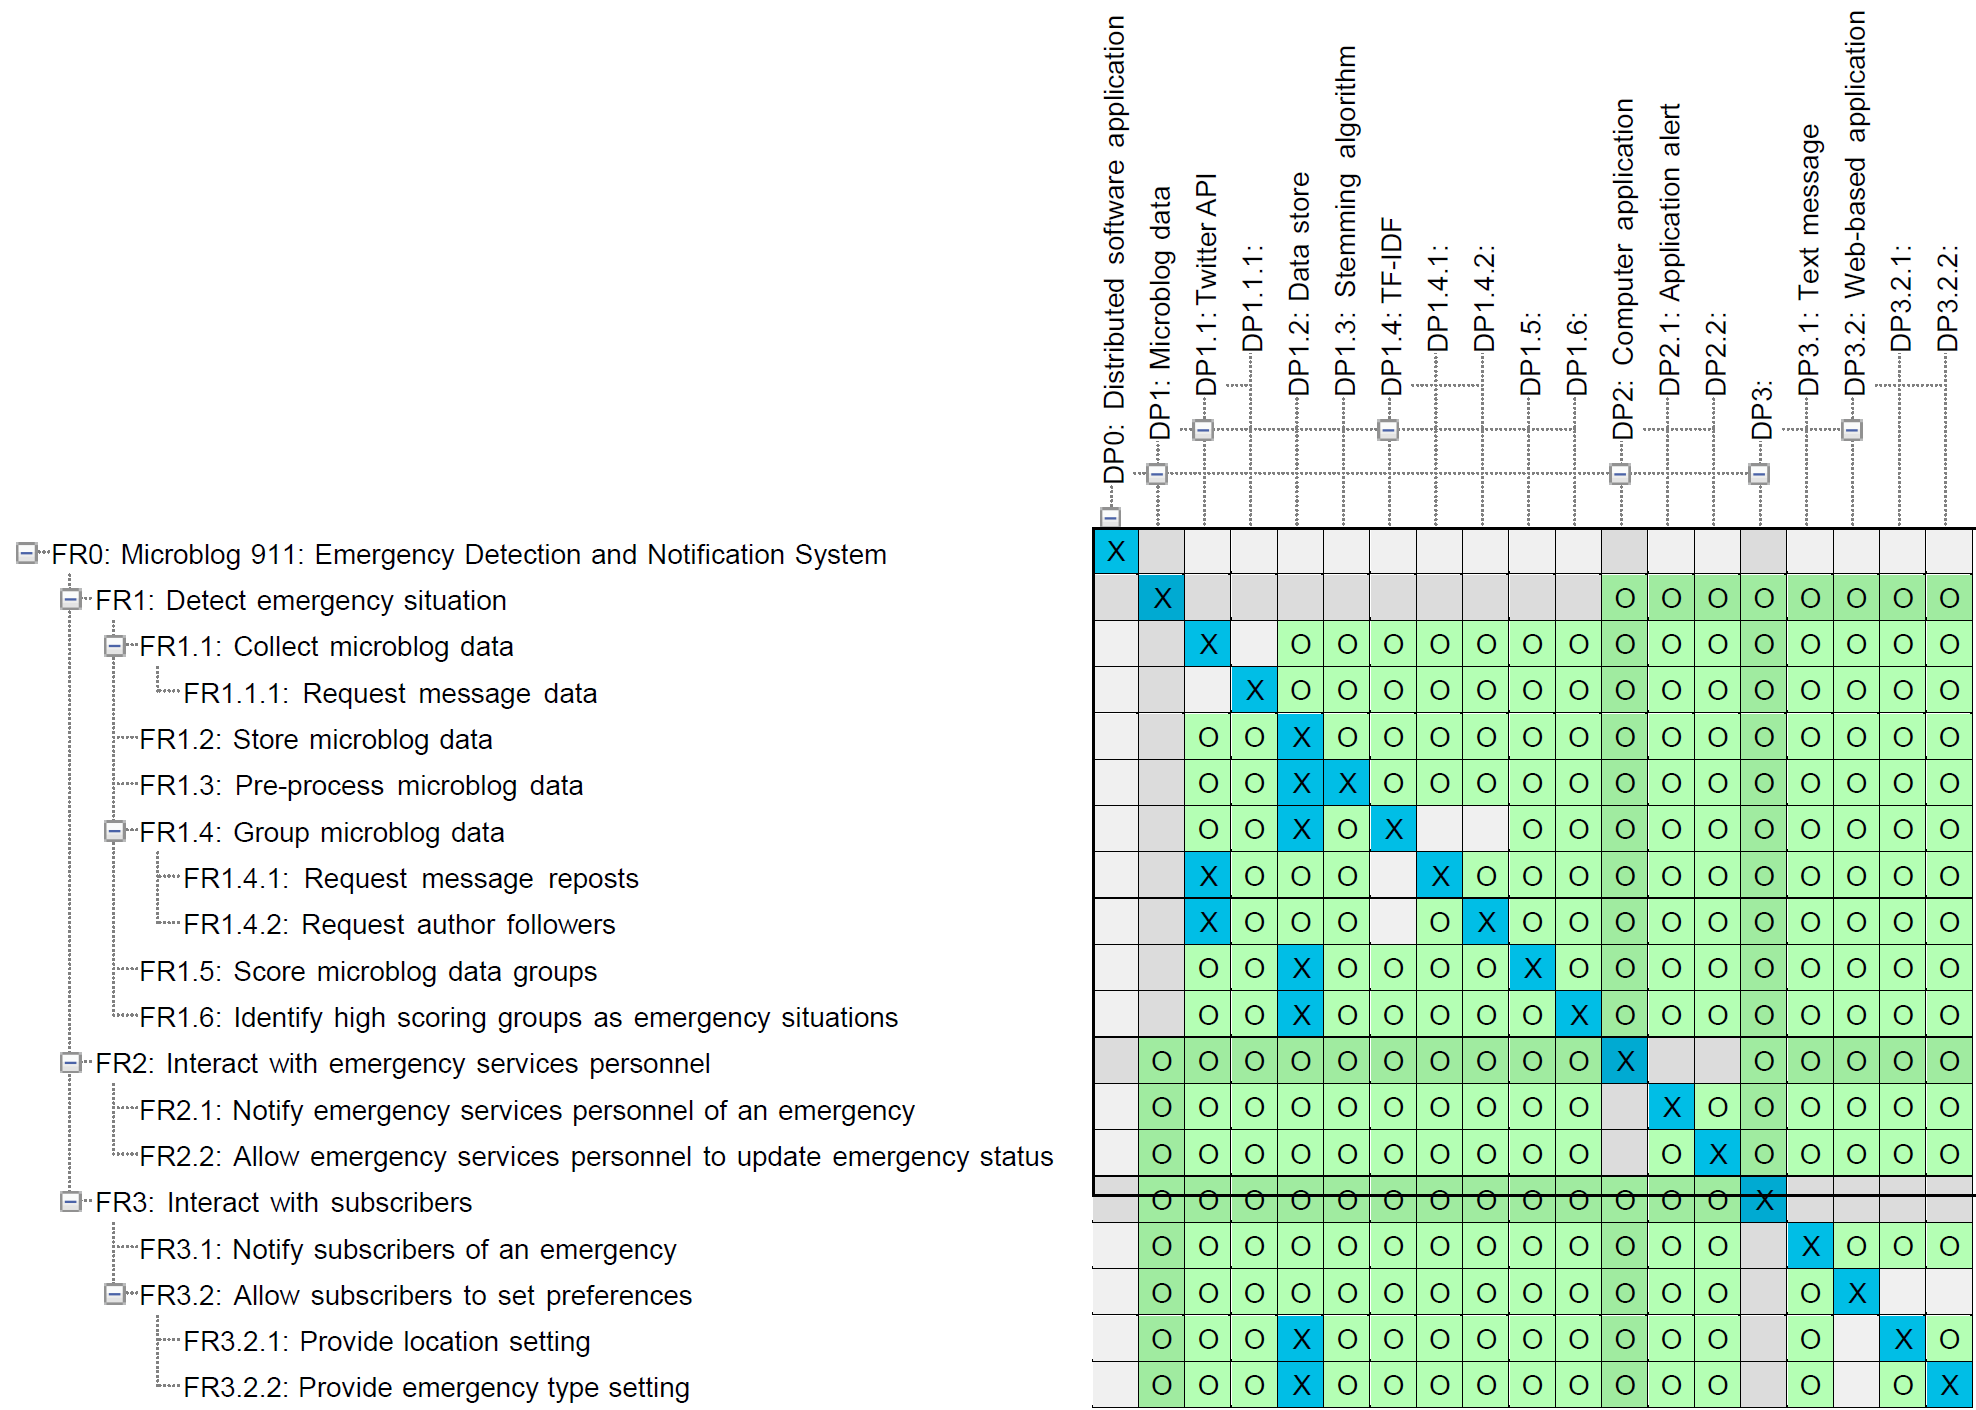 DP0: Distributed software application
DP1: Microblog data
DP1.1: Twitter API
DP1.1.1:
DP1.2: Data store
DP1.3: Stemming algorithm
DP1.4: TF-IDF
DP1.4.1:
DP1.4.2:
DP1.5:
DP1.6:
DP2: Computer application
DP2.1: Application alert
DP2.2:
DP3:
DP3.1: Text message
DP3.2: Web-based application
DP3.2.1:
DP3.2.2:
FR0: Microblog 911: Emergency Detection and Notification System X
FR1: Detect emergency situation X O O O O O O O O
FR1.1: Collect microblog data X O O O O O O O O O O O O O O O
FR1.1.1: Request message data X O O O O O O O O O O O O O O O
FR1.2: Store microblog data O O X O O O O O O O O O O O O O O
FR1.3: Pre-process microblog data O O X X O O O O O O O O O O O O O
FR1.4: Group microblog data O O X O X O O O O O O O O O O
FR1.4.1: Request message reposts X O O O X O O O O O O O O O O O
FR1.4.2: Request author followers X O O O O X O O O O O O O O O O
FR1.5: Score microblog data groups O O X O O O O X O O O O O O O O O
FR1.6: Identify high scoring groups as emergency situations O O X O O O O O X O O O O O O O O
FR2: Interact with emergency services personnel O O O O O O O O O O X O O O O O
FR2.1: Notify emergency services personnel of an emergency O O O O O O O O O O X O O O O O O
FR2.2: Allow emergency services personnel to update emergency status O O O O O O O O O O O X O O O O O
FR3: Interact with subscribers O O O O O O O O O O O O O X
FR3.1: Notify subscribers of an emergency O O O O O O O O O O O O O X O O O
FR3.2: Allow subscribers to set preferences O O O O O O O O O O O O O O X
FR3.2.1: Provide location setting O O O X O O O O O O O O O O X O
FR3.2.2: Provide emergency type setting O O O X O O O O O O O O O O O X